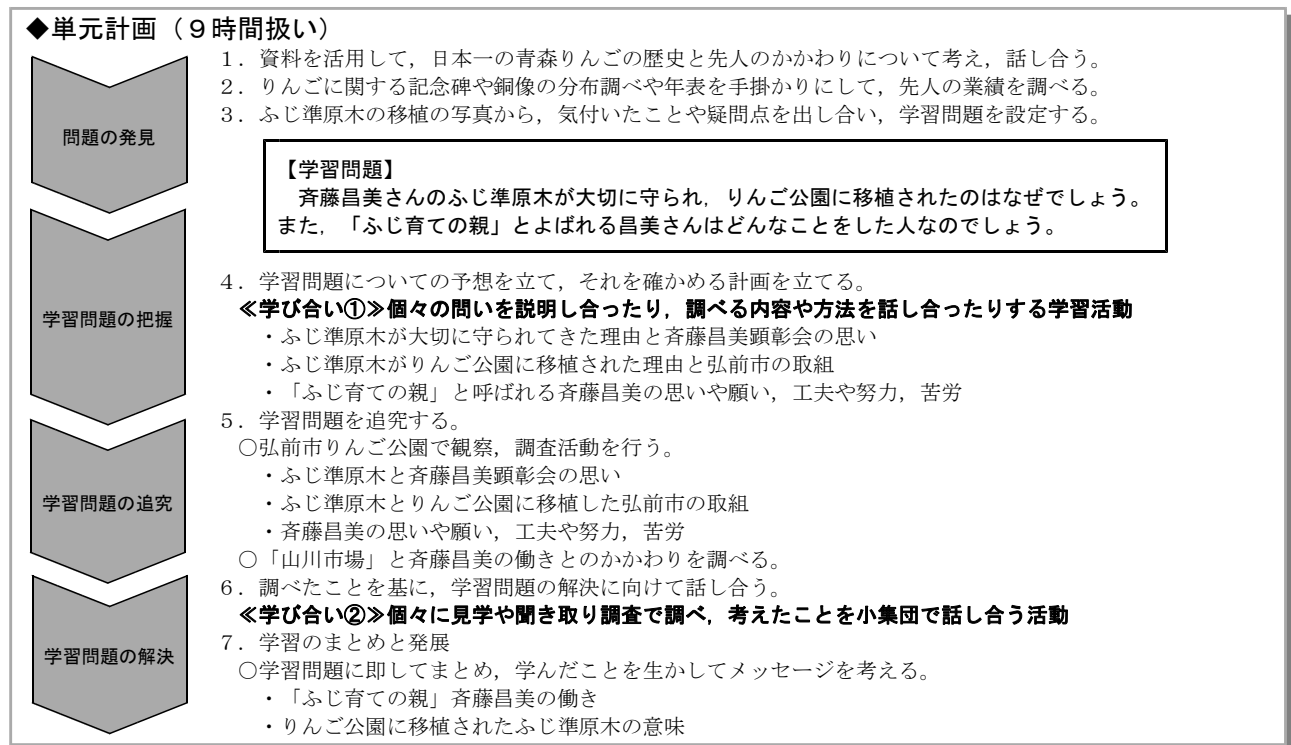 ◆単元計画（９時間扱い）
問題の発見
１．資料を活用して，日本一の青森りんごの歴史と先人のかかわりについて考え，話し合う。
２．りんごに関する記念碑や銅像の分布調べや年表を手掛かりにして，先人の業績を調べる。
３．ふじ準原木の移植の写真から，気付いたことや疑問点を出し合い，学習問題を設定する。
【学習問題】
斉藤昌美さんのふじ準原木が大切に守られ，りんご公園に移植されたのはなぜでしょう。
また，「ふじ育ての親」とよばれる昌美さんはどんなことをした人なのでしょう。
学習問題の把握
４．学習問題についての予想を立て，それを確かめる計画を立てる。
≪学び合い①≫個々の問いを説明し合ったり，調べる内容や方法を話し合ったりする学習活動
・ふじ準原木が大切に守られてきた理由と斉藤昌美顕彰会の思い
・ふじ準原木がりんご公園に移植された理由と弘前市の取組
・「ふじ育ての親」と呼ばれる斉藤昌美の思いや願い，工夫や努力，苦労
学習問題の追究
５．学習問題を追究する。
○弘前市りんご公園で観察，調査活動を行う。
・ふじ準原木と斉藤昌美顕彰会の思い
・ふじ準原木とりんご公園に移植した弘前市の取組
・斉藤昌美の思いや願い，工夫や努力，苦労
○「山川市場」と斉藤昌美の働きとのかかわりを調べる。
学習問題の解決
６．調べたことを基に，学習問題の解決に向けて話し合う。
≪学び合い②≫個々に見学や聞き取り調査で調べ，考えたことを小集団で話し合う活動
７．学習のまとめと発展
○学習問題に即してまとめ，学んだことを生かしてメッセージを考える。
・「ふじ育ての親」斉藤昌美の働き
・りんご公園に移植されたふじ準原木の意味